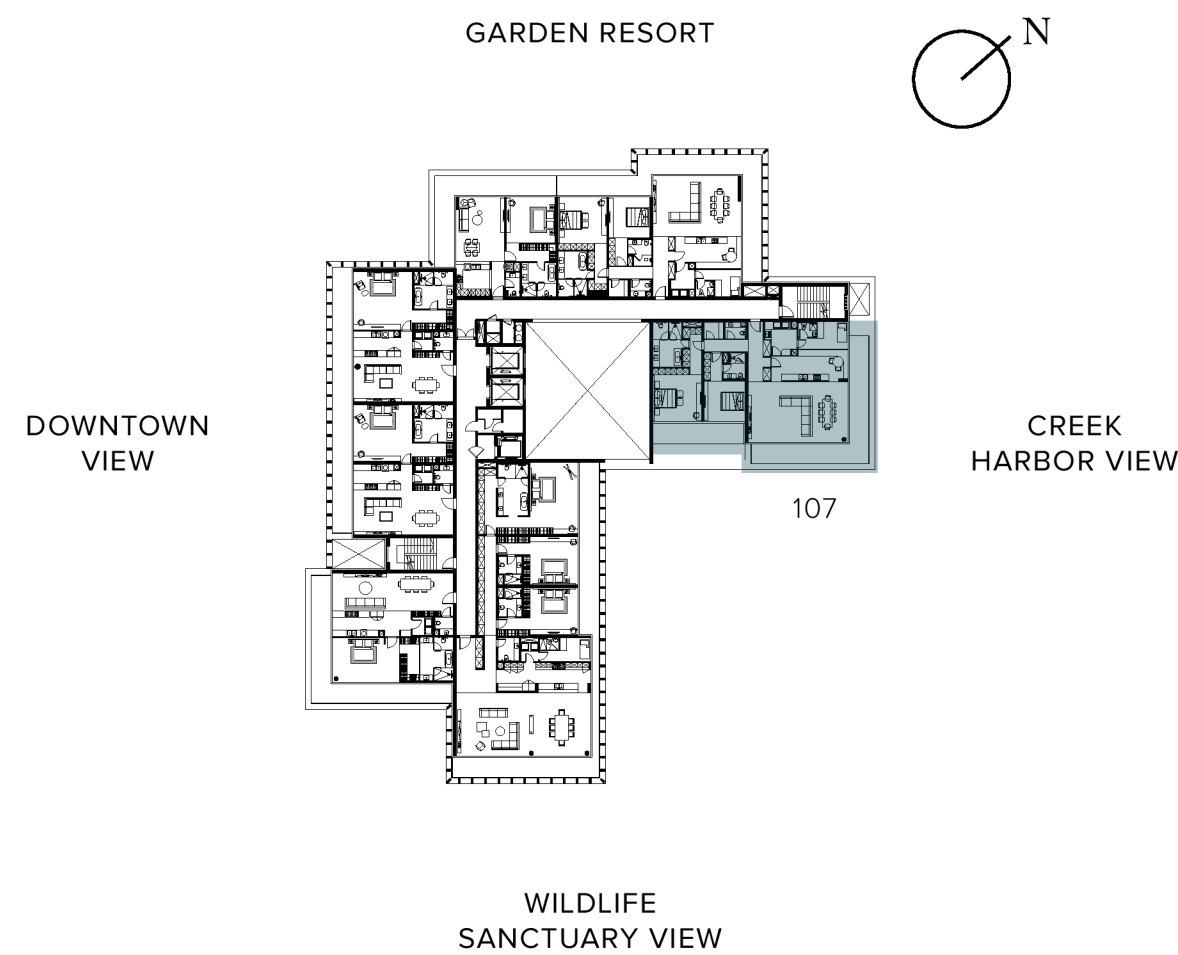 GARDEN RESORT
N
DOWNTOWN
VIEW
CREEK
HARBOR VIEW
107
WILDLIFE
SANCTUARY VIEW